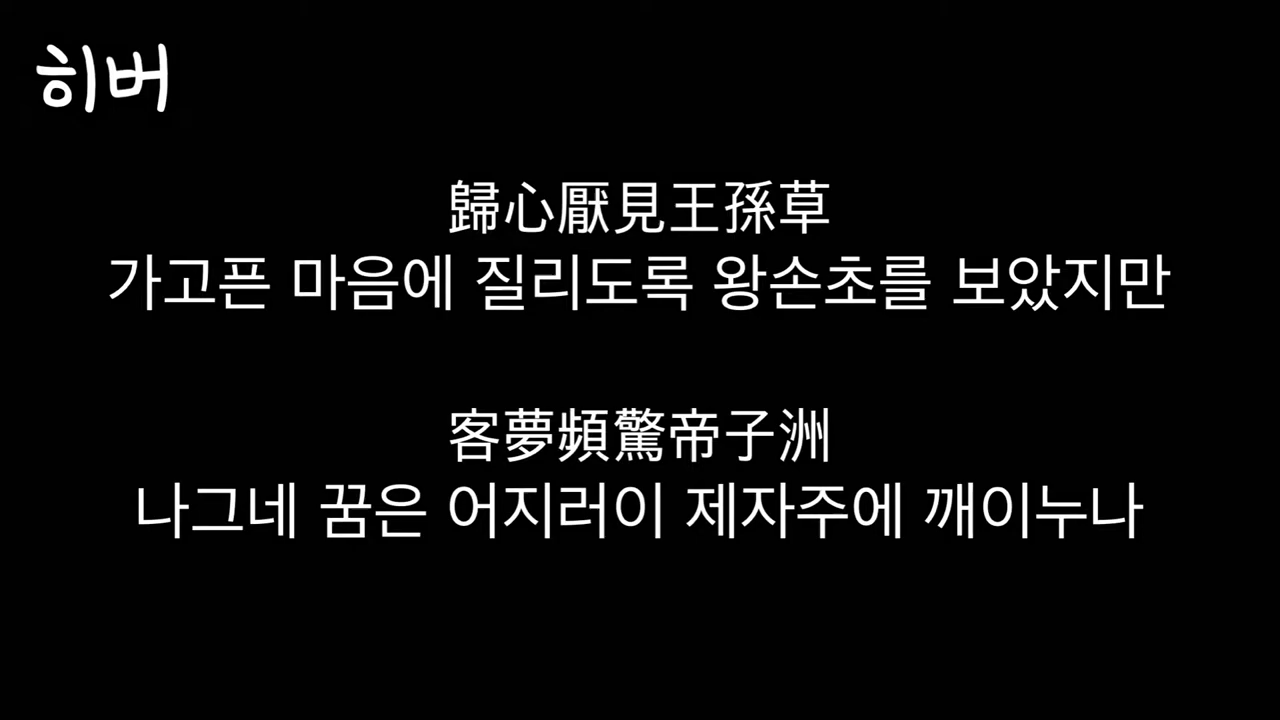 히버
歸心厭見王孫草
가고픈 마음에 질리도록 왕손초를 보았지만
客夢頻驚帝子洲
나그네 꿈은 어지러이 제자주에 깨이누나